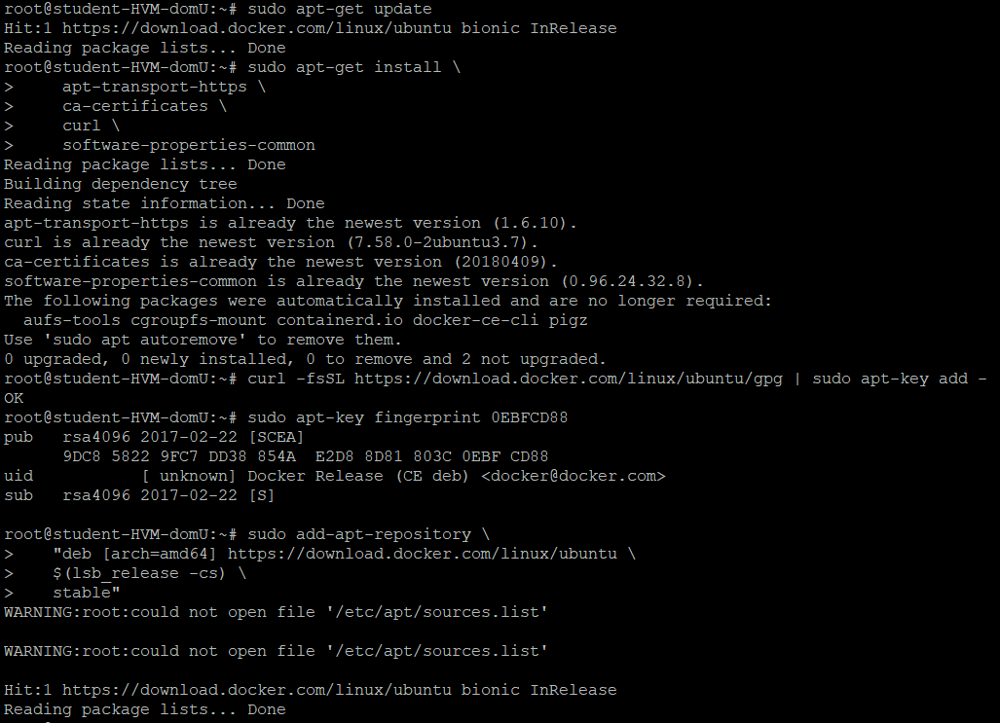 root@student-HVM-domU:~# sudo apt-get update
Hit:1 https://download.docker.com/linux/ubuntu bionic InRelease
Reading package lists... Done
root@student-HVM-domU:~# sudo apt-get install \
>     apt-transport-https \
>     ca-certificates \
>     curl \
>     software-properties-common
Reading package lists... Done
Building dependency tree
Reading state information... Done
apt-transport-https is already the newest version (1.6.10).
curl is already the newest version (7.58.0-2ubuntu3.7).
ca-certificates is already the newest version (20180409).
software-properties-common is already the newest version (0.96.24.32.8).
The following packages were automatically installed and are no longer required:
  aufs-tools cgroupfs-mount containerd.io docker-ce-cli pigz
Use 'sudo apt autoremove' to remove them.
0 upgraded, 0 newly installed, 0 to remove and 2 not upgraded.
root@student-HVM-domU:~# curl -fsSL https://download.docker.com/linux/ubuntu/gpg | sudo apt-key add -
OK
root@student-HVM-domU:~# sudo apt-key fingerprint 0EBFCD88
pub   rsa4096 2017-02-22 [SCEA]
      9DC8 5822 9FC7 DD38 854A  E2D8 8D81 803C 0EBF CD88
uid           [ unknown] Docker Release (CE deb) <docker@docker.com>
sub   rsa4096 2017-02-22 [S]

root@student-HVM-domU:~# sudo add-apt-repository \
>    "deb [arch=amd64] https://download.docker.com/linux/ubuntu \
>    $(lsb_release -cs) \
>    stable"
WARNING:root:could not open file '/etc/apt/sources.list'

WARNING:root:could not open file '/etc/apt/sources.list'

Hit:1 https://download.docker.com/linux/ubuntu bionic InRelease
Reading package lists... Done